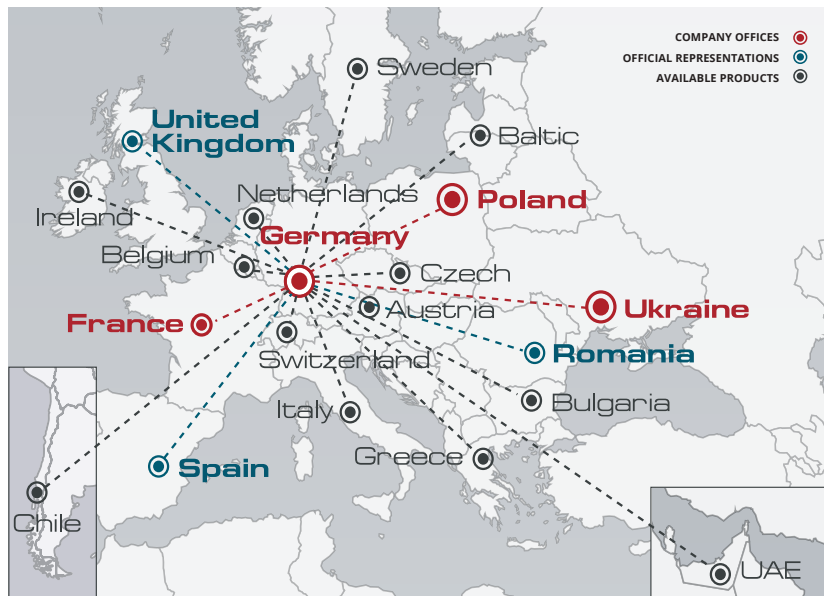 COMPANY OFFICES
OFFICIAL REPRESENTATIONS
AVAILABLE PRODUCTS
Sweden
United
Kingdom
Baltic
Netherlands
Poland
Ireland
Germany
Belgium
Czech
Austria
Ukraine
France
Switzerland
Romania
Italy
Bulgaria
Greece
Spain
Chile
UAE